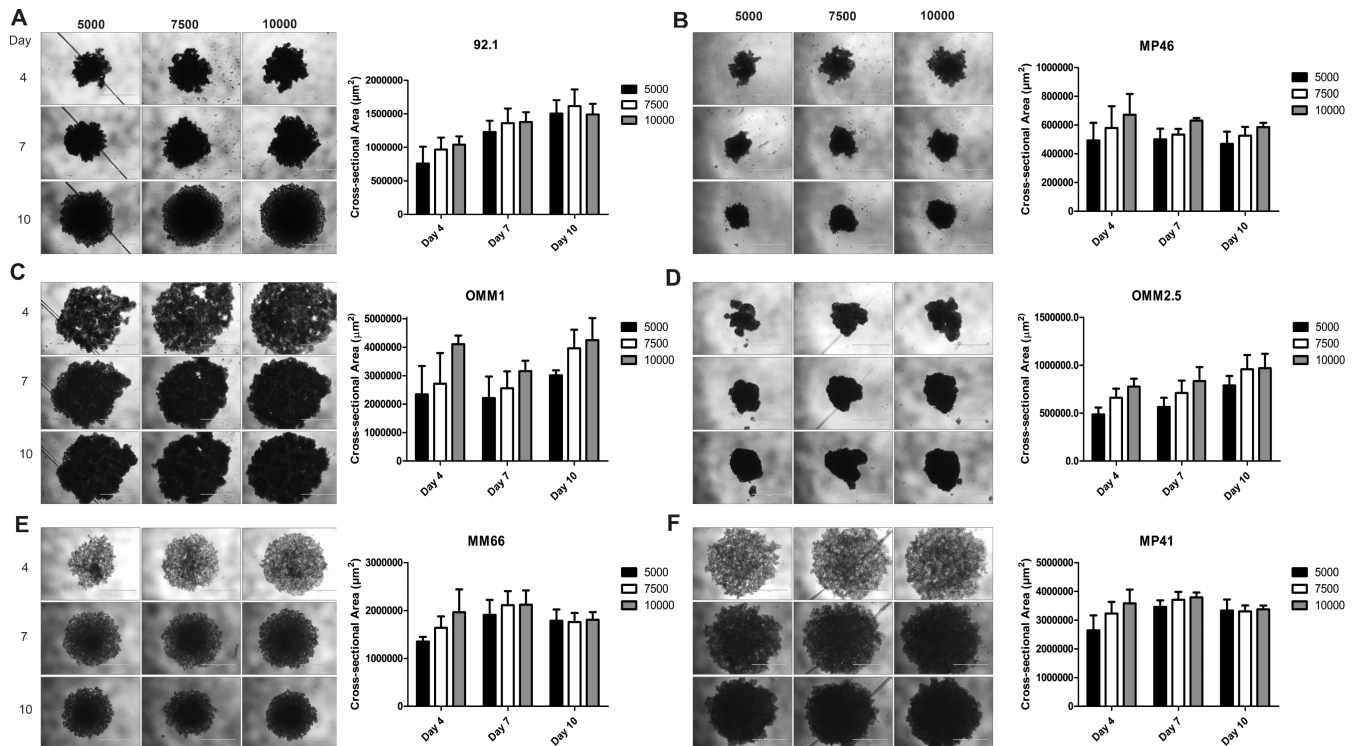 A
5000
7500
10000
Day
4
7
10
92.1
Cross-sectional Area (µm²)
2000000
1500000
1000000
500000
0
Day 4
Day 7
Day 10
5000
7500
10000
B
5000
7500
10000
MP46
Cross-sectional Area (µm²)
1000000
800000
600000
400000
200000
0
Day 4
Day 7
Day 10
5000
7500
10000
C
4
7
10
OMM1
Cross-sectional Area (µm²)
5000000
4000000
3000000
2000000
1000000
0
Day 4
Day 7
Day 10
5000
7500
10000
D
OMM2.5
Cross-sectional Area (µm²)
1500000.0
1000000.0
500000.0
0.0
Day 4
Day 7
Day 10
5000
7500
10000
E
4
7
10
MM66
Cross-sectional Area (µm²)
3000000
2000000
1000000
0
Day 4
Day 7
Day 10
5000
7500
10000
F
MP41
Cross-sectional Area (µm²)
5000000
4000000
3000000
2000000
1000000
0
Day 4
Day 7
Day 10
5000
7500
10000